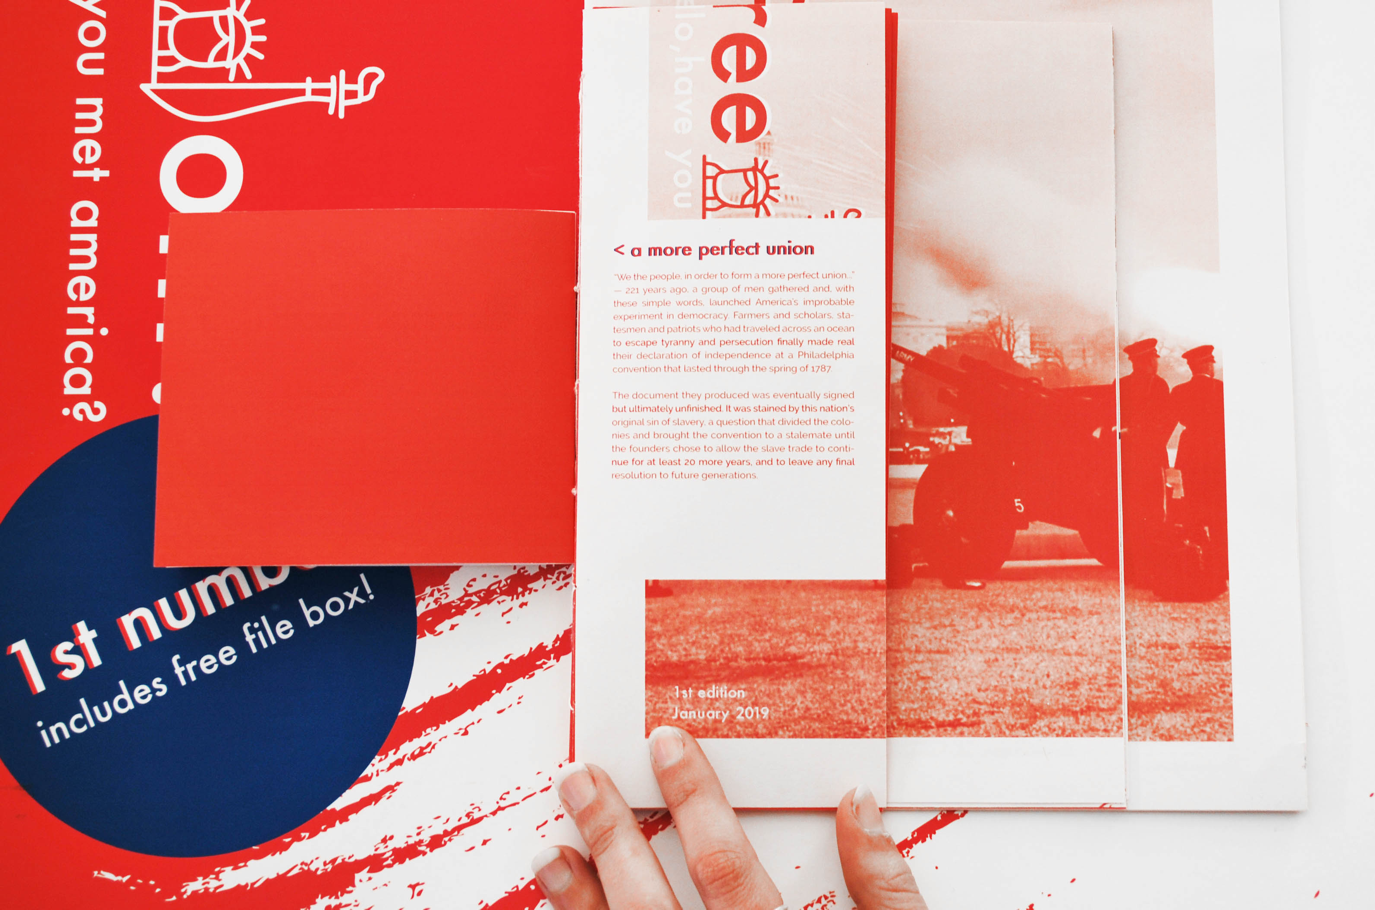 you met america?
1st numb
includes free file box!
ree
elo,have you
< a more perfect union
"We the people, in order to form a more perfect union..."
— 221 years ago, a group of men gathered and, with
these simple words, launched America's improbable
experiment in democracy. Farmers and scholars, sta-
tesmen and patriots who had traveled across an ocean
to escape tyranny and persecution finally made real
their declaration of independence at a Philadelphia
convention that lasted through the spring of 1787.
The document they produced was eventually signed
but ultimately unfinished. It was stained by this nation's
original sin of slavery, a question that divided the colo-
nies and brought the convention to a stalemate until
the founders chose to allow the slave trade to conti-
nue for at least 20 more years, and to leave any final
resolution to future generations.
1st edition
January 2019
ARMY
5